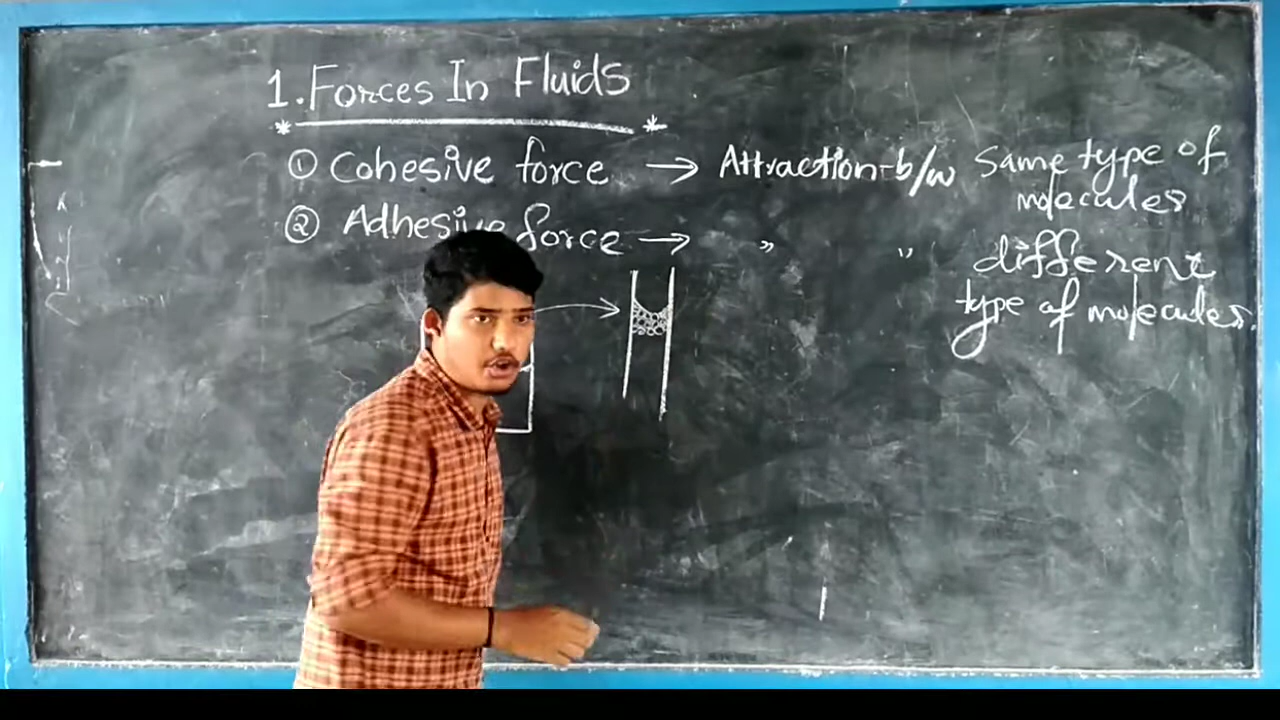 1. Forces In Fluids
① Cohesive force → Attraction b/w same type of
molecules
② Adhesive force → " " different
type of molecules.